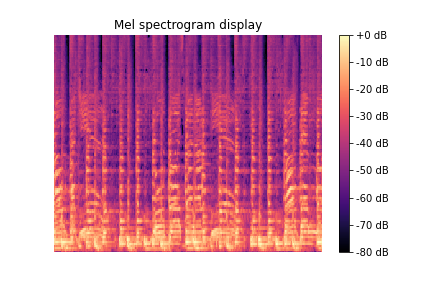 Mel spectrogram display
+0 dB
-10 dB
-20 dB
-30 dB
-40 dB
-50 dB
-60 dB
-70 dB
-80 dB